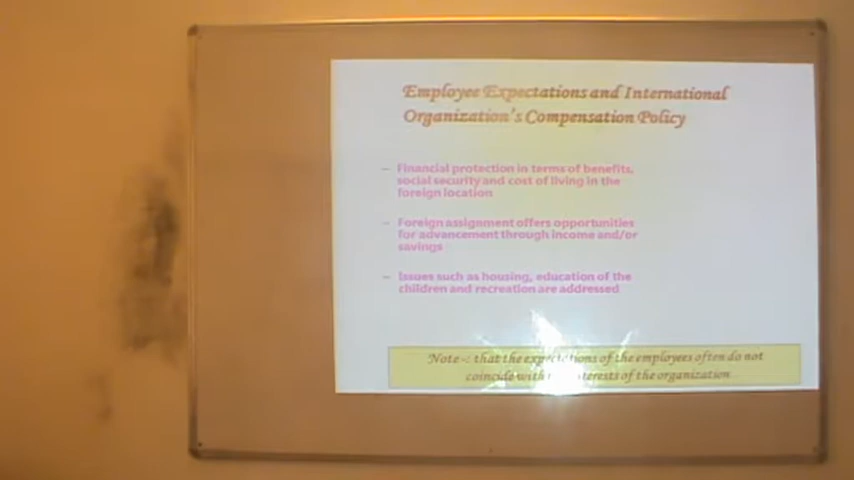 Employee Expectations and International
Organization's Compensation Policy
– Financial protection in terms of benefits,
social security and cost of living in the
foreign location
– Foreign assignment offers opportunities
for advancement through income and/or
savings
– Issues such as housing, education of the
children and recreation are addressed
Note -: that the expectations of the employees often do not
coincide with interests of the organization